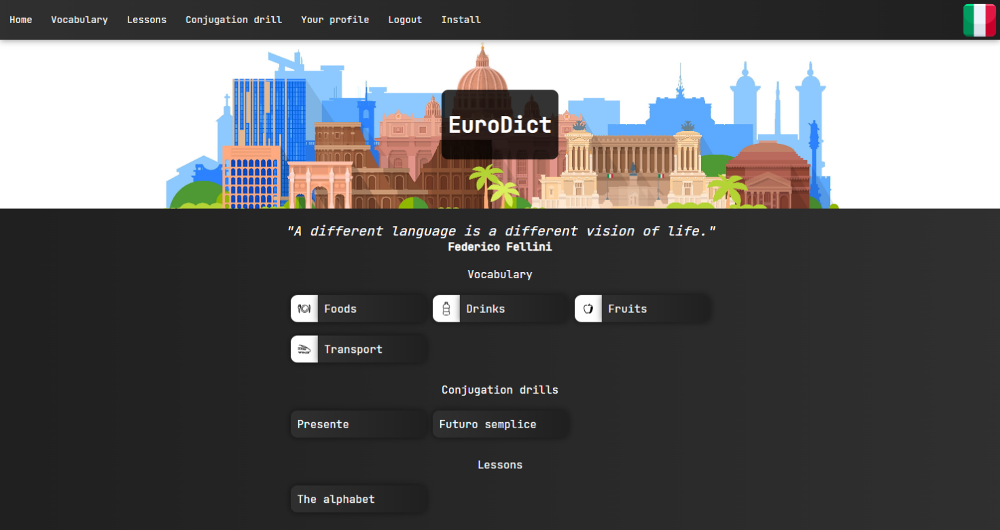 Home Vocabulary Lessons Conjugation drill Your profile Logout Install
EuroDict
"A different language is a different vision of life."
Federico Fellini
Vocabulary
Foods Drinks Fruits
Transport
Conjugation drills
Presente Futuro semplice
Lessons
The alphabet